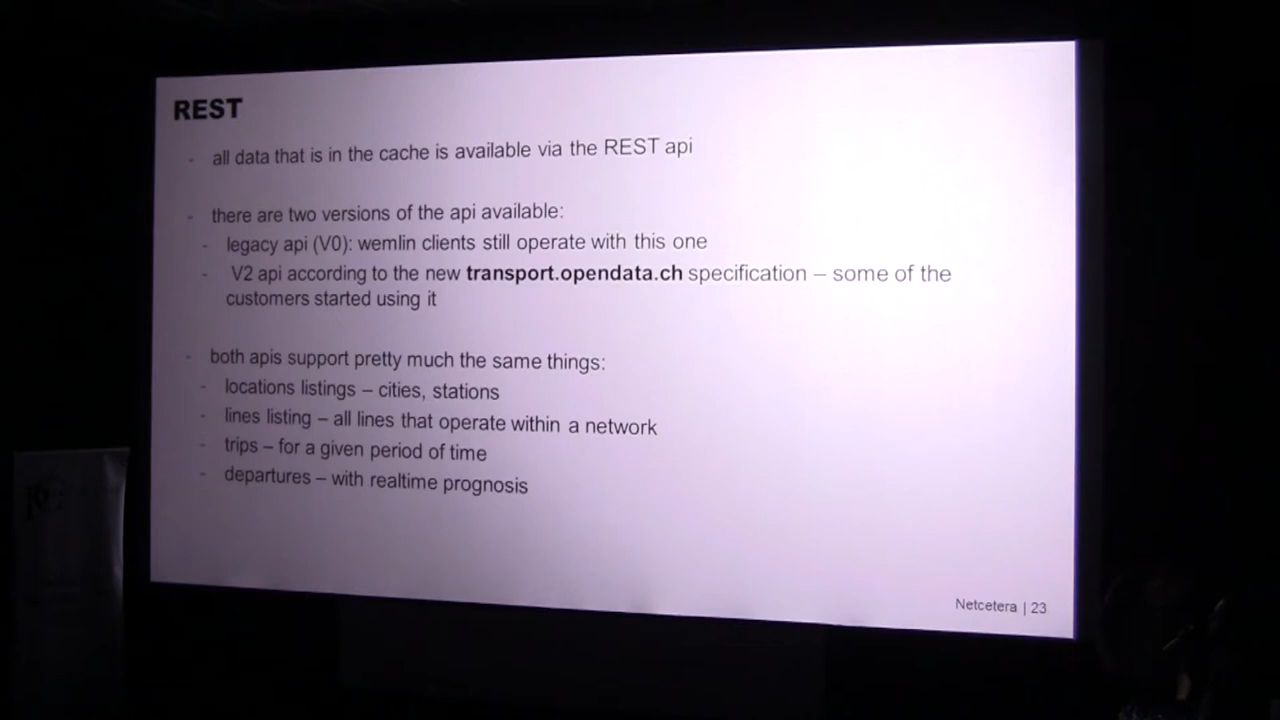 REST
- all data that is in the cache is available via the REST api
- there are two versions of the api available:
- legacy api (V0): wemlin clients still operate with this one
- V2 api according to the new transport.opendata.ch specification – some of the
customers started using it
- both apis support pretty much the same things:
- locations listings – cities, stations
- lines listing – all lines that operate within a network
- trips – for a given period of time
- departures – with realtime prognosis
Netcetera | 23